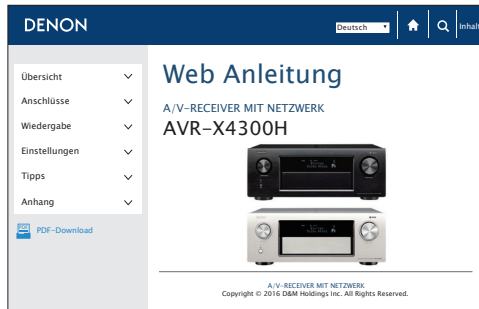 DENON
Deutsch
Inhalt
Übersicht
Anschlüsse
Wiedergabe
Einstellungen
Tipps
Anhang
PDF-Download
Web Anleitung
A/V-RECEIVER MIT NETZWERK
AVR-X4300H
A/V-RECEIVER MIT NETZWERK
Copyright © 2016 D&M Holdings Inc. All Rights Reserved.